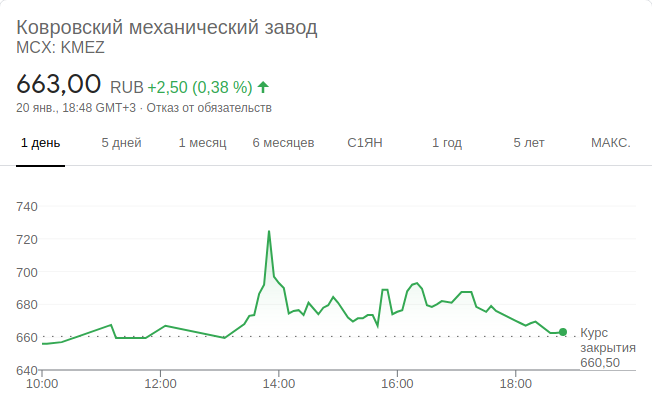 Ковровский механический завод
MCX: KMEZ
663,00 RUB +2,50 (0,38 %)
20 янв., 18:48 GMT+3 · Отказ от обязательств
1 день 5 дней 1 месяц 6 месяцев С1ЯН 1 год 5 лет МАКС.
740
720
700
680
660
640
Курс
закрытия
660,50
10:00 12:00 14:00 16:00 18:00